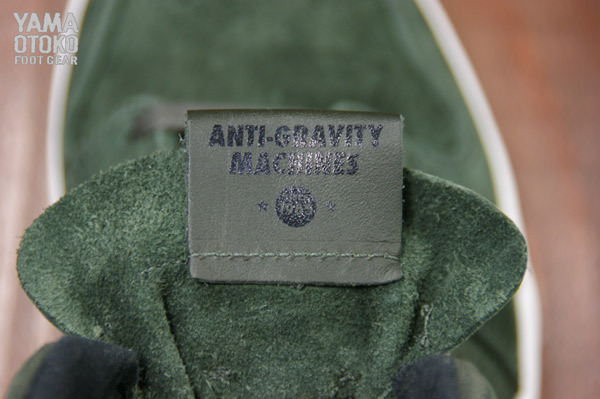 YAMA
OTOKO
FOOT GEAR
ANTI-GRAVITY
MACHINES